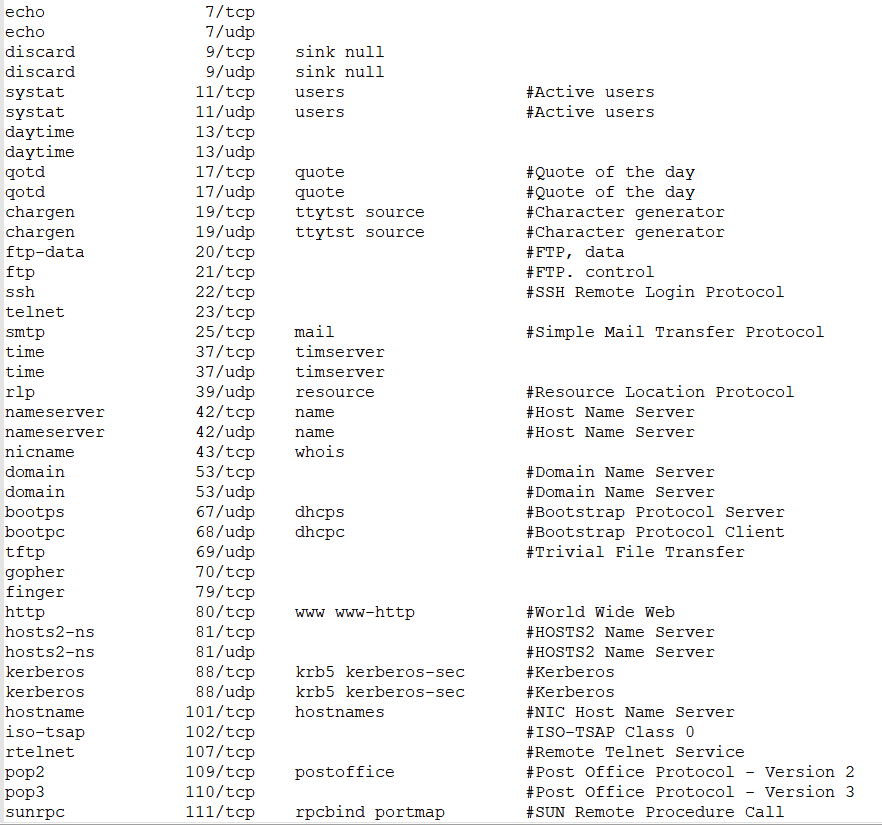 echo 7/tcp
echo 7/udp
discard 9/tcp sink null
discard 9/udp sink null
systat 11/tcp users #Active users
systat 11/udp users #Active users
daytime 13/tcp
daytime 13/udp
qotd 17/tcp quote #Quote of the day
qotd 17/udp quote #Quote of the day
chargen 19/tcp ttytst source #Character generator
chargen 19/udp ttytst source #Character generator
ftp-data 20/tcp #FTP, data
ftp 21/tcp #FTP. control
ssh 22/tcp #SSH Remote Login Protocol
telnet 23/tcp
smtp 25/tcp mail #Simple Mail Transfer Protocol
time 37/tcp timserver
time 37/udp timserver
rlp 39/udp resource #Resource Location Protocol
nameserver 42/tcp name #Host Name Server
nameserver 42/udp name #Host Name Server
nicname 43/tcp whois
domain 53/tcp #Domain Name Server
domain 53/udp #Domain Name Server
bootps 67/udp dhcps #Bootstrap Protocol Server
bootpc 68/udp dhcpc #Bootstrap Protocol Client
tftp 69/udp #Trivial File Transfer
gopher 70/tcp
finger 79/tcp
http 80/tcp www www-http #World Wide Web
hosts2-ns 81/tcp #HOSTS2 Name Server
hosts2-ns 81/udp #HOSTS2 Name Server
kerberos 88/tcp krb5 kerberos-sec #Kerberos
kerberos 88/udp krb5 kerberos-sec #Kerberos
hostname 101/tcp hostnames #NIC Host Name Server
iso-tsap 102/tcp #ISO-TSAP Class 0
rtelnet 107/tcp #Remote Telnet Service
pop2 109/tcp postoffice #Post Office Protocol - Version 2
pop3 110/tcp #Post Office Protocol - Version 3
sunrpc 111/tcp rpcbind portmap #SUN Remote Procedure Call